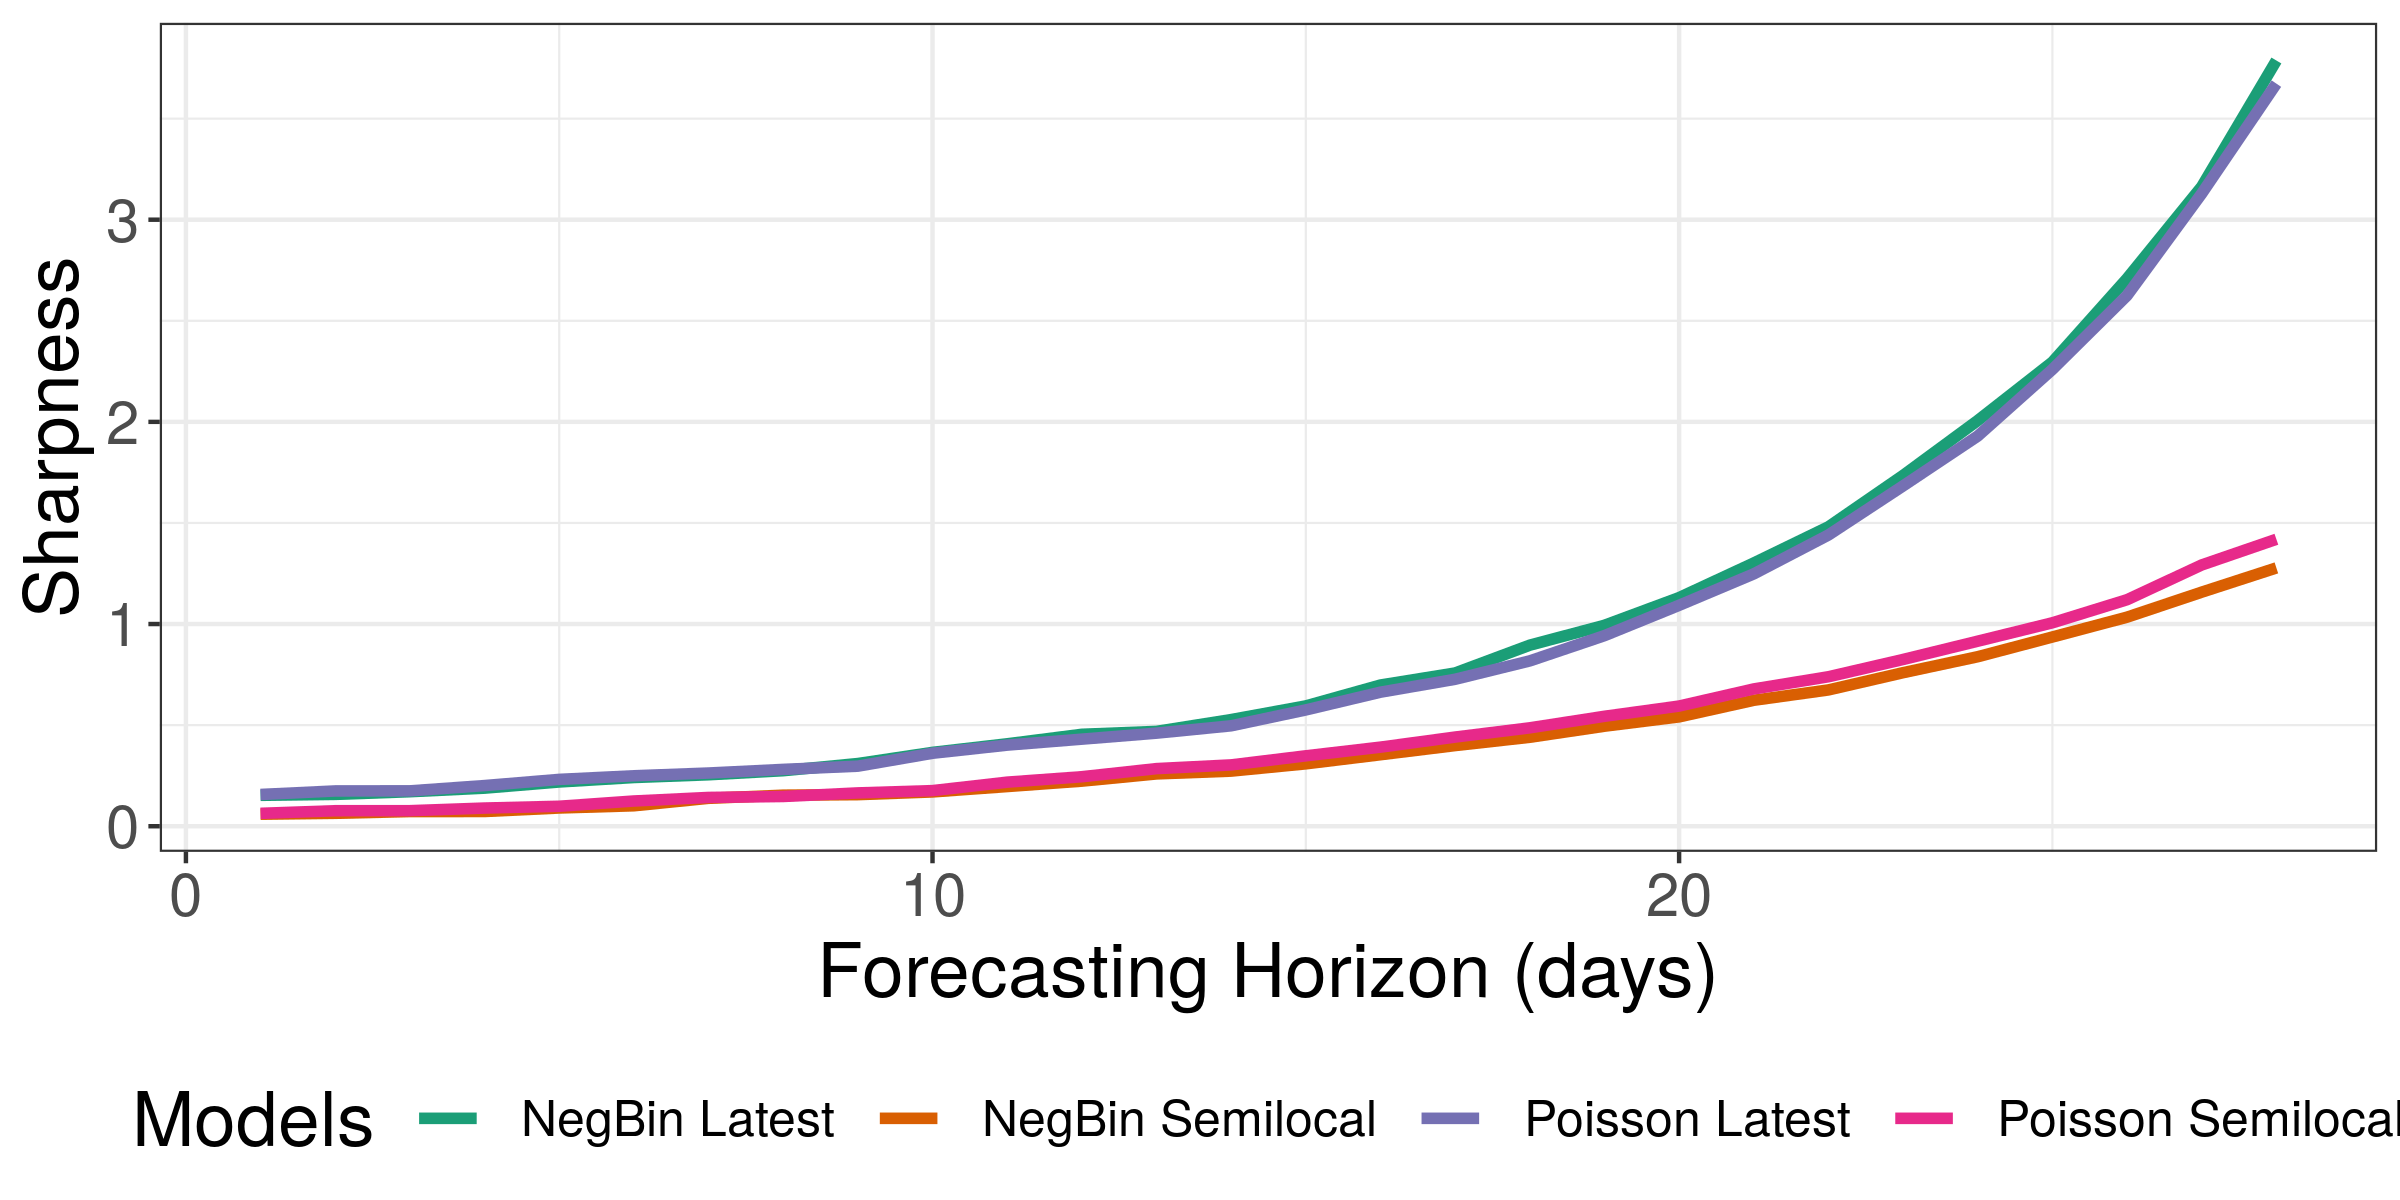 Sharpness
3
2
1
0
0 10 20
Forecasting Horizon (days)
Models NegBin Latest NegBin Semilocal Poisson Latest Poisson Semilocal